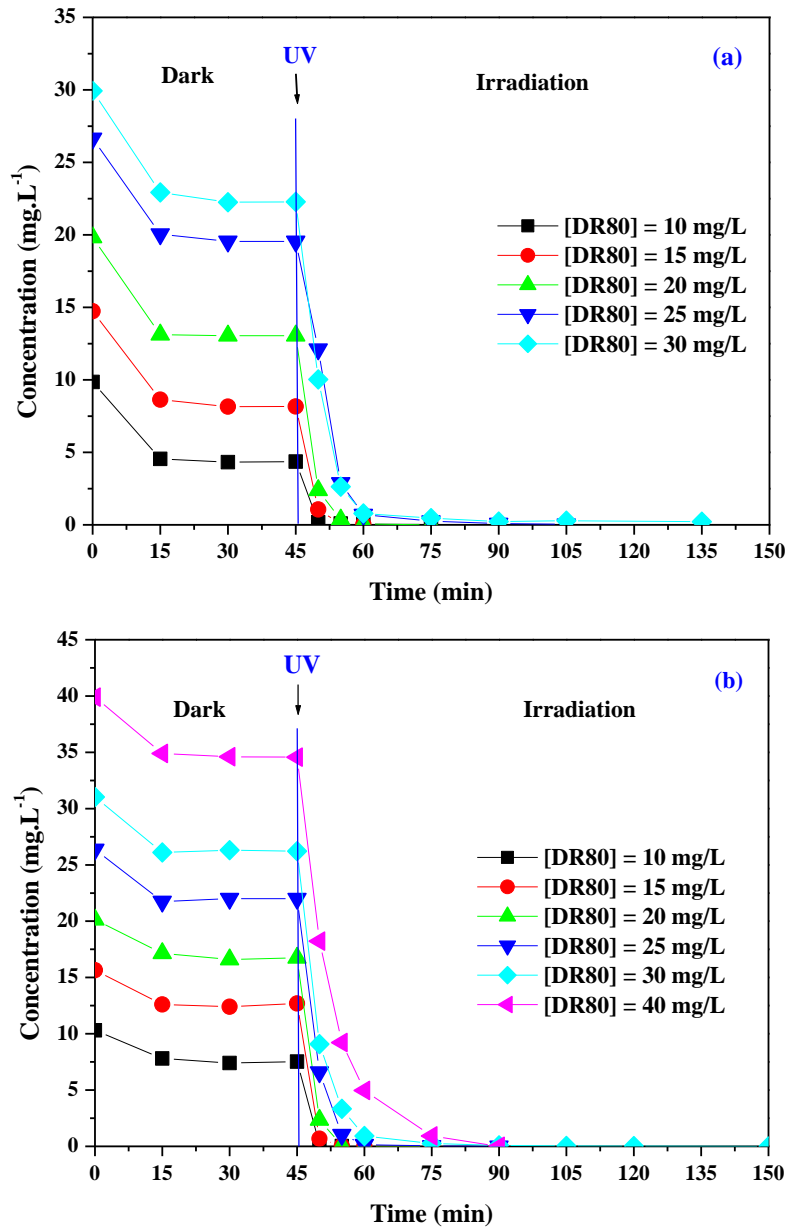 35
30
25
20
15
10
5
0
Concentration (mg.L⁻¹)
UV
(a)
Dark
Irradiation
[DR80] = 10 mg/L
[DR80] = 15 mg/L
[DR80] = 20 mg/L
[DR80] = 25 mg/L
[DR80] = 30 mg/L
0 15 30 45 60 75 90 105 120 135 150
Time (min)
45
40
35
30
25
20
15
10
5
0
Concentration (mg.L⁻¹)
UV
(b)
Dark
Irradiation
[DR80] = 10 mg/L
[DR80] = 15 mg/L
[DR80] = 20 mg/L
[DR80] = 25 mg/L
[DR80] = 30 mg/L
[DR80] = 40 mg/L
0 15 30 45 60 75 90 105 120 135 150
Time (min)